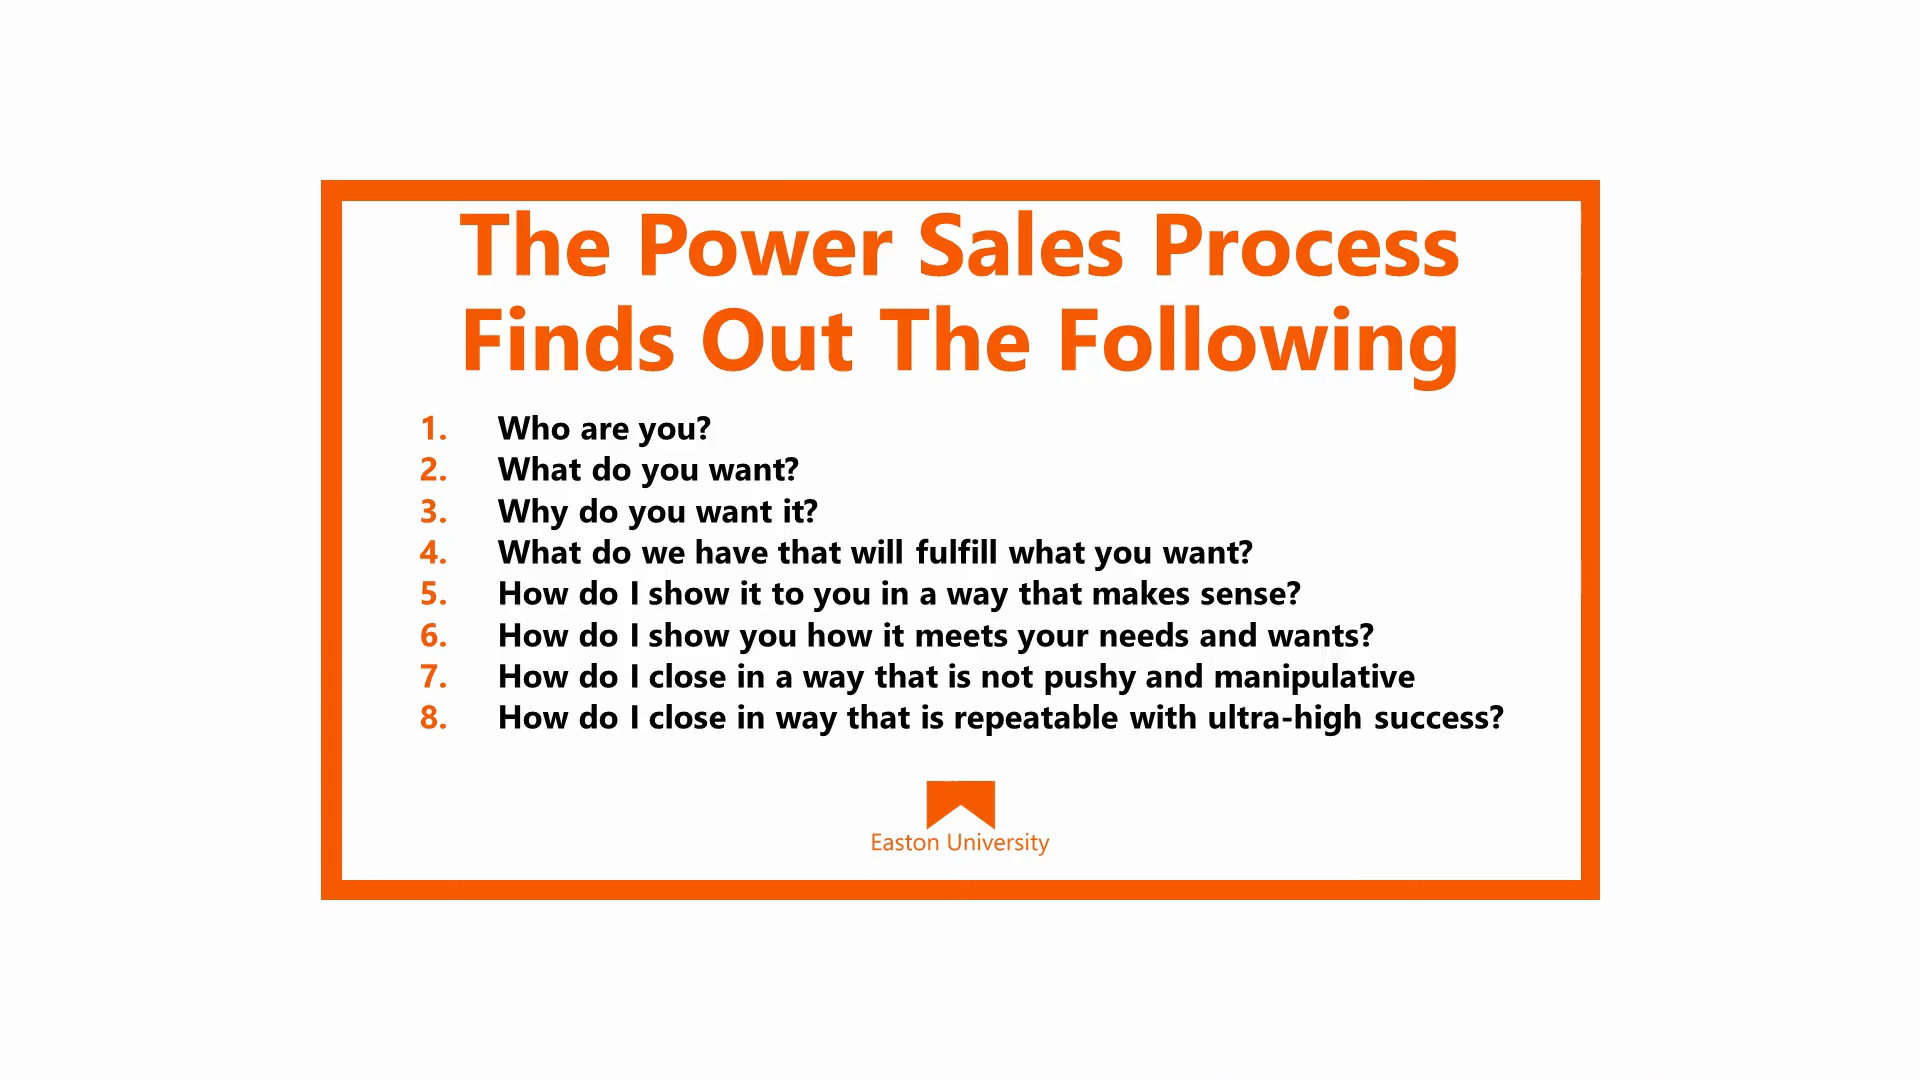 The Power Sales Process
Finds Out The Following
1. Who are you?
2. What do you want?
3. Why do you want it?
4. What do we have that will fulfill what you want?
5. How do I show it to you in a way that makes sense?
6. How do I show you how it meets your needs and wants?
7. How do I close in a way that is not pushy and manipulative
8. How do I close in way that is repeatable with ultra-high success?
Easton University